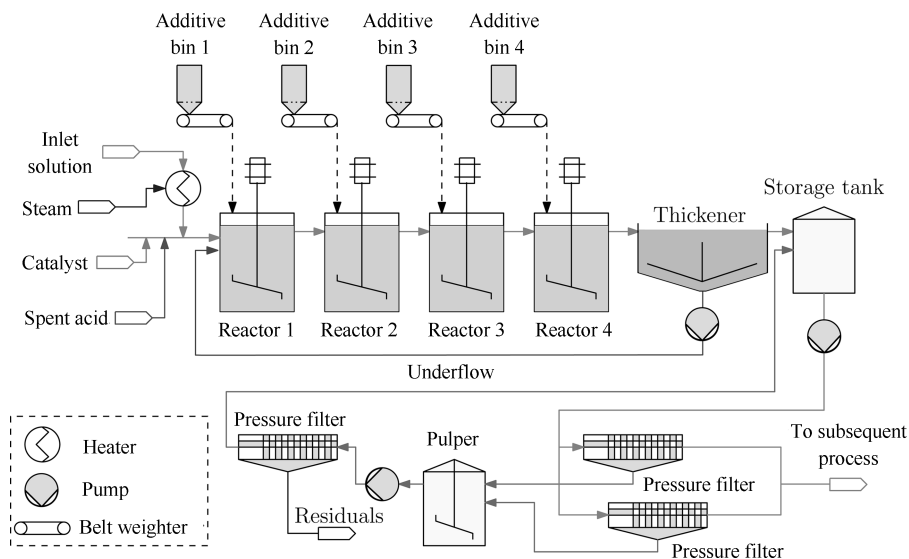 Additive
bin 1
Additive
bin 2
Additive
bin 3
Additive
bin 4
Inlet
solution
Steam
Catalyst
Spent acid
Reactor 1
Reactor 2
Reactor 3
Reactor 4
Thickener
Storage tank
Underflow
Pressure filter
Pulper
Residuals
Pressure filter
Pressure filter
To subsequent
process
Heater
Pump
Belt weighter